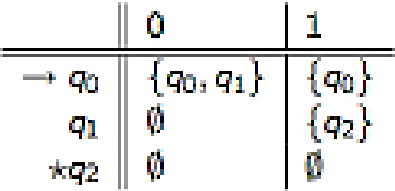 0 1
→ q₀ {q₀, q₁} {q₀}
q₁ ∅ {q₂}
⋆q₂ ∅ ∅